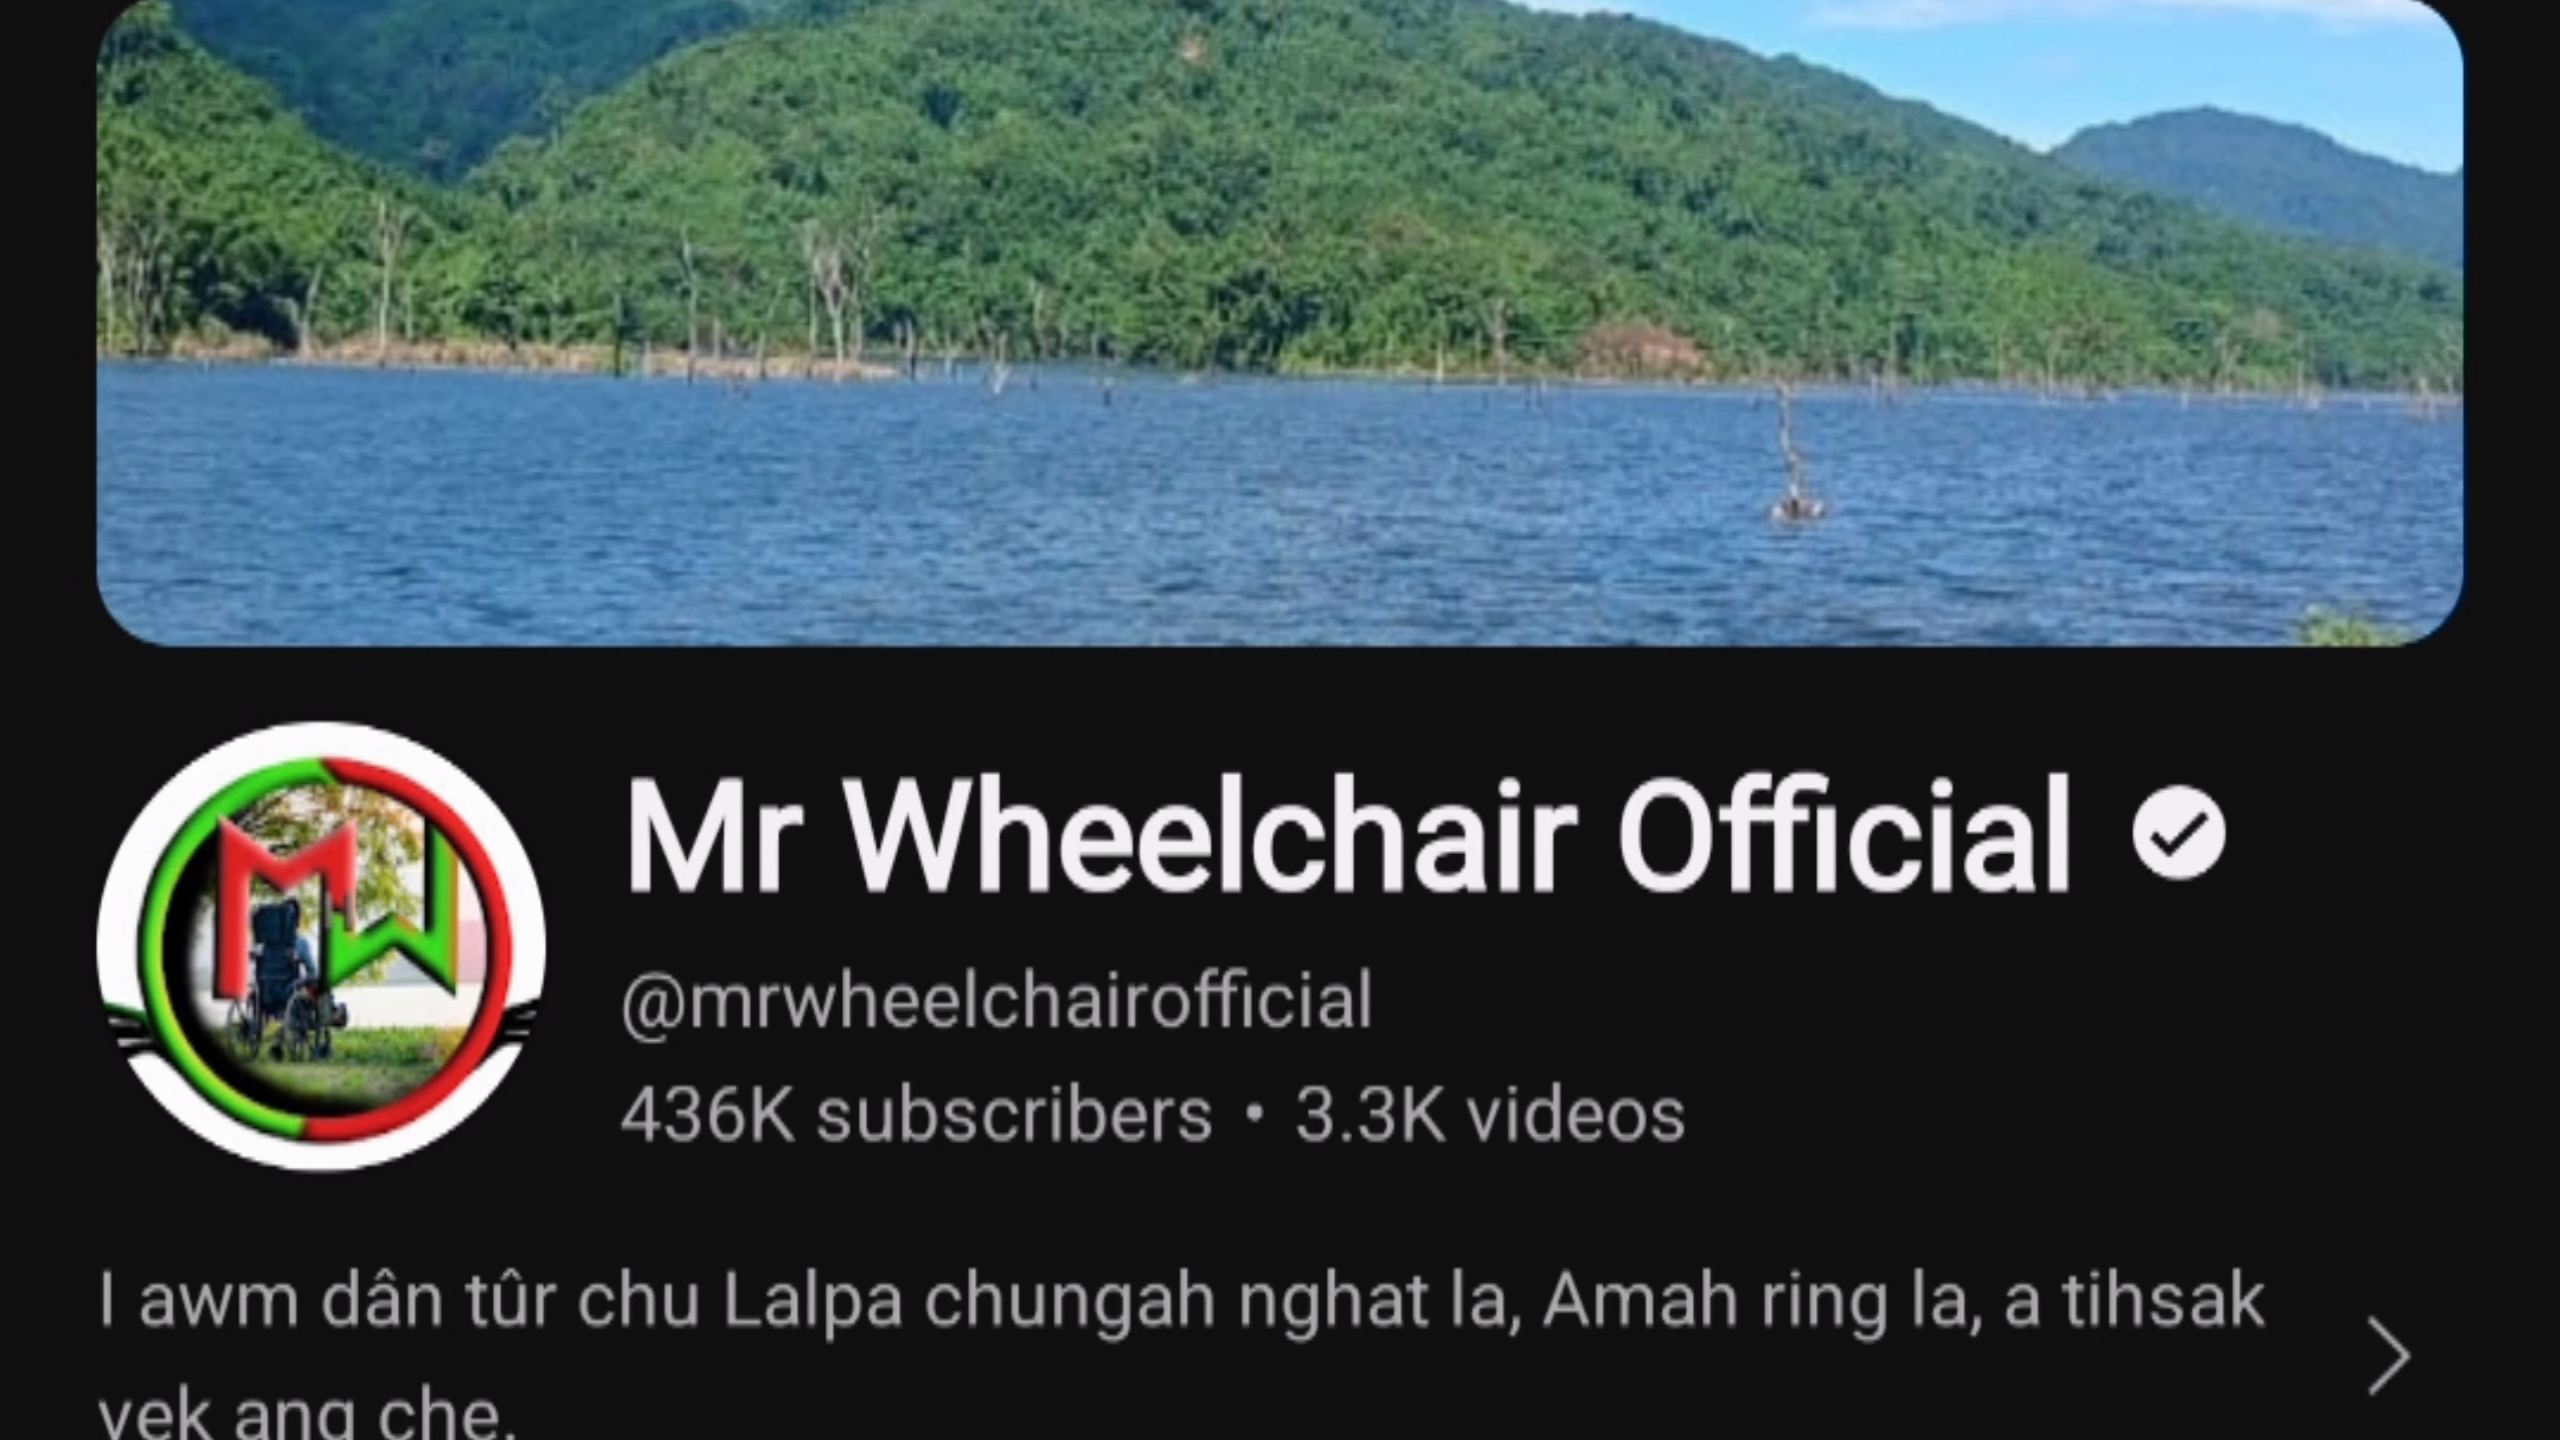 MW
Mr Wheelchair Official
@mrwheelchairofficial
436K subscribers • 3.3K videos
I awm dân tûr chu Lalpa chungah nghat la, Amah ring la, a tihsak
vek ang che.